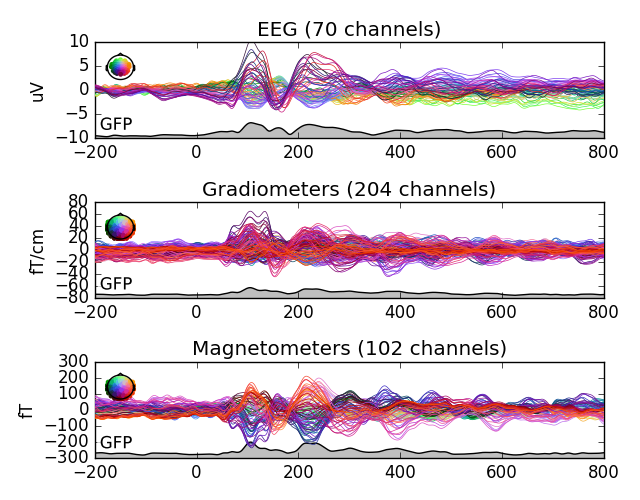 EEG (70 channels)
10
5
0
−5
−10
uV
GFP
−200 0 200 400 600 800
Gradiometers (204 channels)
80
60
40
20
0
−20
−40
−60
−80
fT/cm
GFP
−200 0 200 400 600 800
Magnetometers (102 channels)
300
200
100
0
−100
−200
−300
fT
GFP
−200 0 200 400 600 800